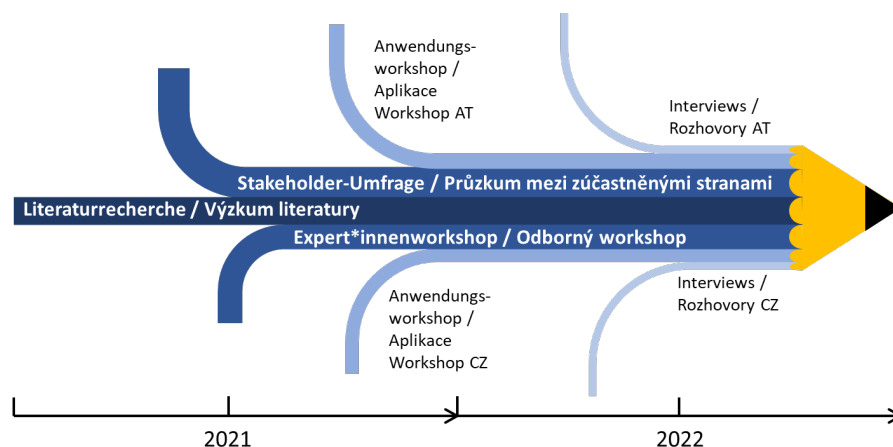 Anwendungs-
workshop /
Aplikace
Workshop AT
Interviews /
Rozhovory AT
Stakeholder-Umfrage / Průzkum mezi zúčastněnými stranami
Literaturrecherche / Výzkum literatury
Expert*innenworkshop / Odborný workshop
Anwendungs-
workshop /
Aplikace
Workshop CZ
Interviews /
Rozhovory CZ
2021
2022